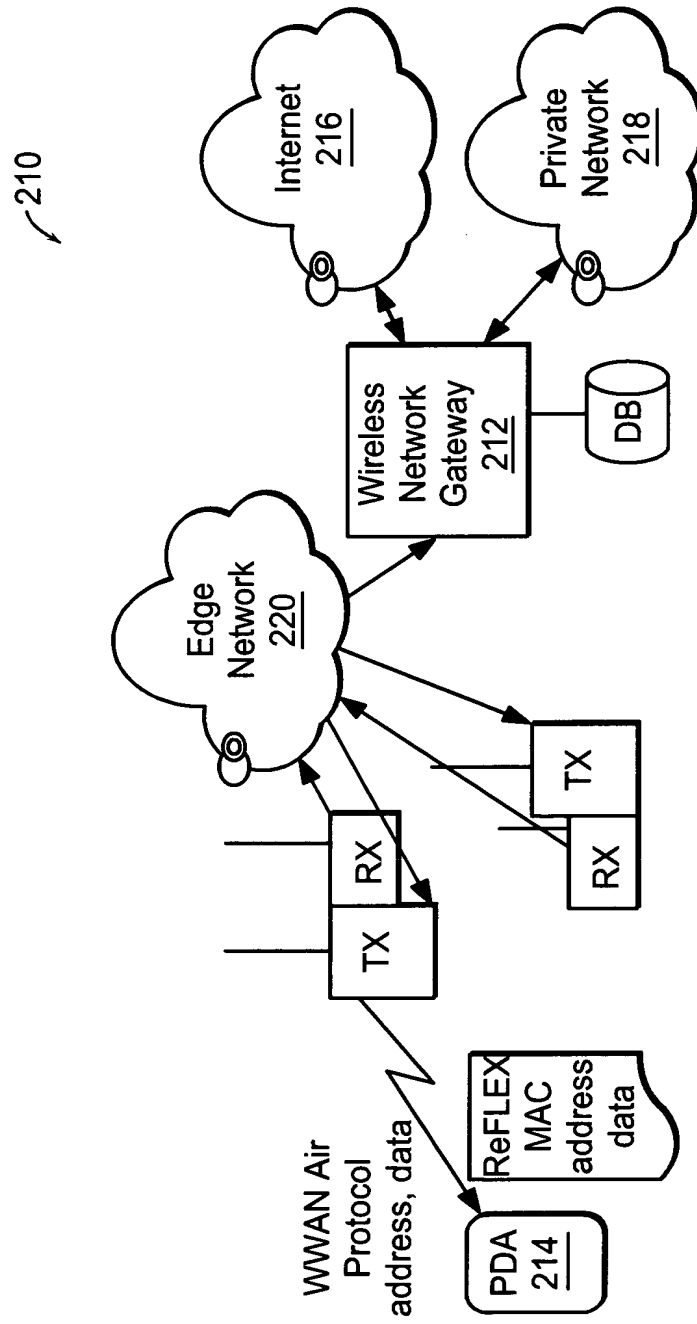 210
Internet
216
Private
Network
218
Wireless
Network
Gateway
212
DB
Edge
Network
220
TX
RX
RX
TX
WWAN Air
Protocol
address, data
ReFLEX
MAC
address
data
PDA
214